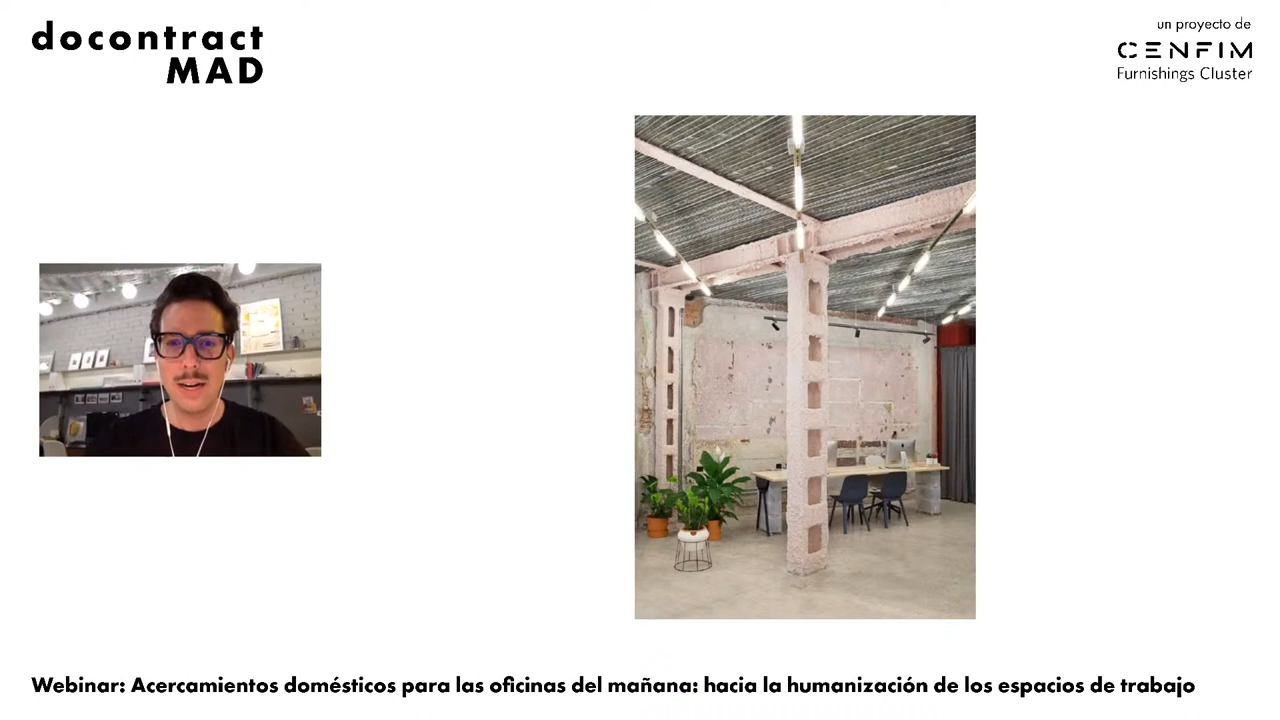 docontract
MAD
un proyecto de
CENFIM
Furnishings Cluster
Webinar: Acercamientos domésticos para las oficinas del mañana: hacia la humanización de los espacios de trabajo